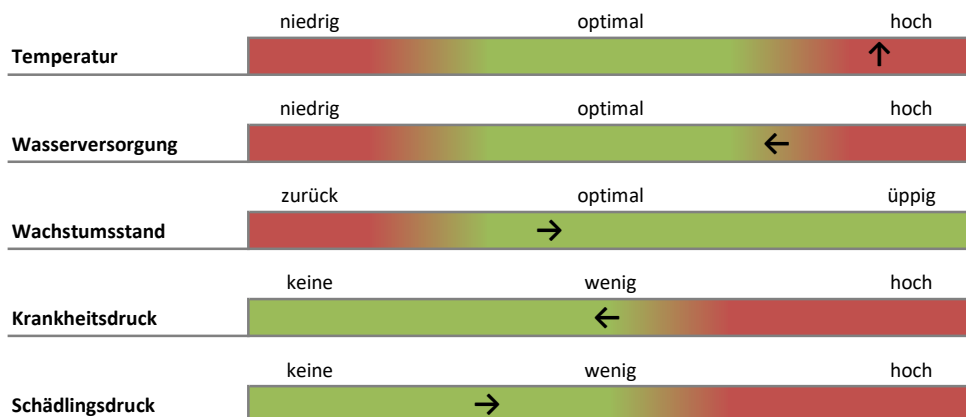 niedrig optimal hoch
Temperatur
niedrig optimal hoch
Wasserversorgung
zurück optimal üppig
Wachstumsstand
keine wenig hoch
Krankheitsdruck
keine wenig hoch
Schädlingsdruck